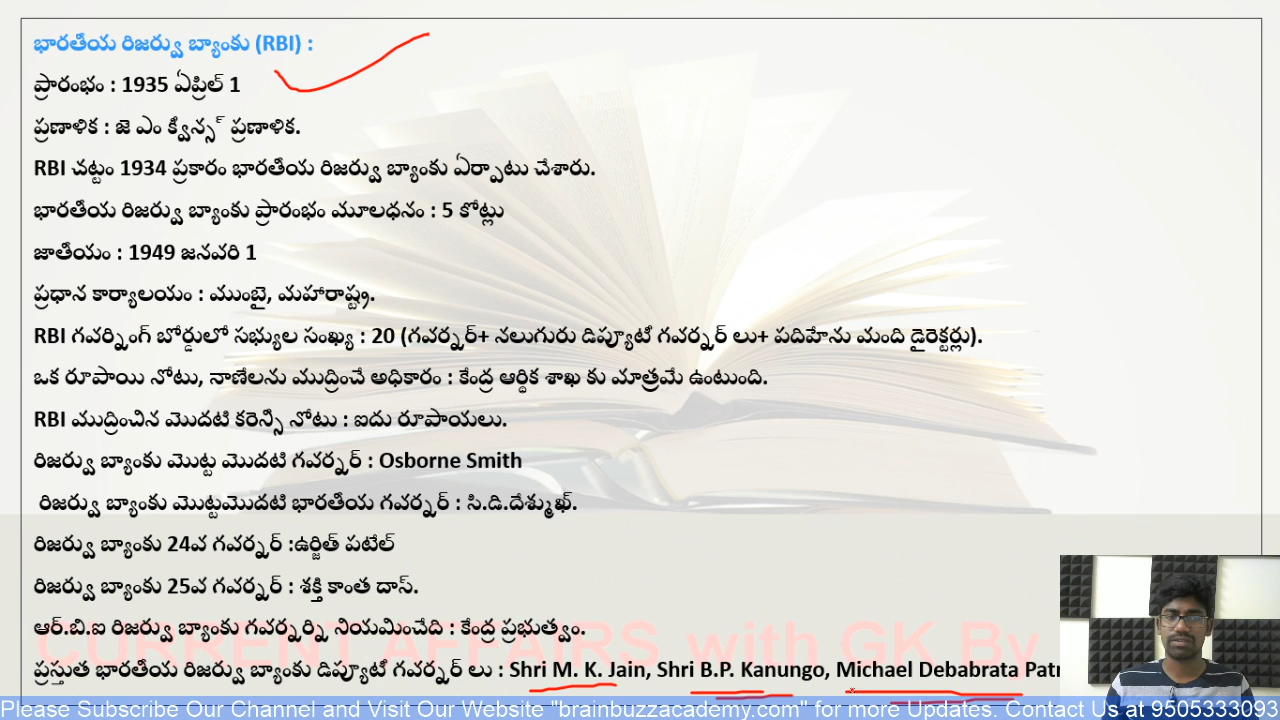 భారతీయ రిజర్వు బ్యాంకు (RBI) :
ప్రారంభం : 1935 ఏప్రిల్ 1
ప్రణాళిక : జె ఎం క్వీన్స్ ప్రణాళిక.
RBI చట్టం 1934 ప్రకారం భారతీయ రిజర్వు బ్యాంకు ఏర్పాటు చేశారు.
భారతీయ రిజర్వు బ్యాంకు ప్రారంభం మూలధనం : 5 కోట్లు
జాతీయం : 1949 జనవరి 1
ప్రధాన కార్యాలయం : ముంబై, మహారాష్ట్ర.
RBI గవర్నింగ్ బోర్డులో సభ్యుల సంఖ్య : 20 (గవర్నర్+ నలుగురు డిప్యూటీ గవర్నర్ లు+ పదిహేను మంది డైరెక్టర్లు).
ఒక రూపాయి నోటు, నాణేలను ముద్రించే అధికారం : కేంద్ర ఆర్థిక శాఖ కు మాత్రమే ఉంటుంది.
RBI ముద్రించిన మొదటి కరెన్సీ నోటు : ఐదు రూపాయలు.
రిజర్వు బ్యాంకు మొట్ట మొదటి గవర్నర్ : Osborne Smith
రిజర్వు బ్యాంకు మొట్టమొదటి భారతీయ గవర్నర్ : సి.డి.దేశ్ముఖ్.
రిజర్వు బ్యాంకు 24వ గవర్నర్ :ఉర్జిత్ పటేల్
రిజర్వు బ్యాంకు 25వ గవర్నర్ : శక్తి కాంత దాస్.
ఆర్.బి.ఐ రిజర్వు బ్యాంకు గవర్నర్ని నియమించేది : కేంద్ర ప్రభుత్వం.
CURRENT AFFAIRS with GK By
ప్రస్తుత భారతీయ రిజర్వు బ్యాంకు డిప్యూటీ గవర్నర్ లు : Shri M. K. Jain, Shri B.P. Kanungo, Michael Debabrata
Please Subscribe Our Channel and Visit Our Website "brainbuzzacademy.com" for more Updates. Contact Us at 9505333093